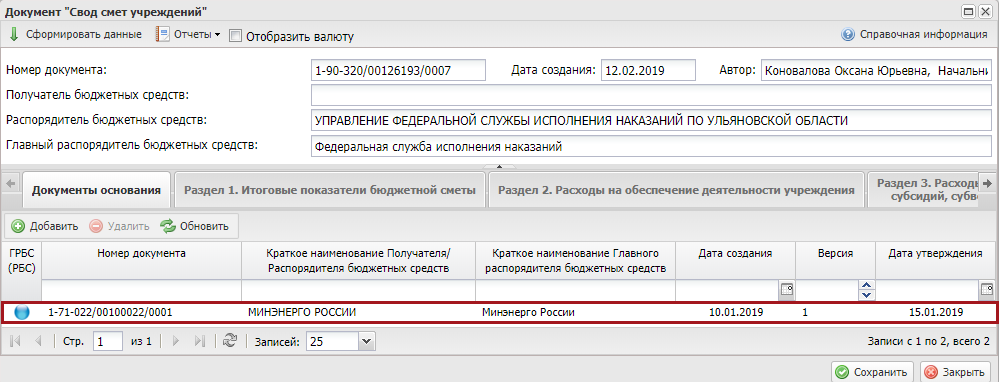 Документ "Свод смет учреждений"
Сформировать данные Отчеты Отобразить валюту Справочная информация
Номер документа: 1-90-320/00126193/0007 Дата создания: 12.02.2019 Автор: Коновалова Оксана Юрьевна, Начальни
Получатель бюджетных средств:
Распорядитель бюджетных средств: УПРАВЛЕНИЕ ФЕДЕРАЛЬНОЙ СЛУЖБЫ ИСПОЛНЕНИЯ НАКАЗАНИЙ ПО УЛЬЯНОВСКОЙ ОБЛАСТИ
Главный распорядитель бюджетных средств: Федеральная служба исполнения наказаний
Документы основания Раздел 1. Итоговые показатели бюджетной сметы Раздел 2. Расходы на обеспечение деятельности учреждения Раздел 3. Расходы
субсидий, субве
Добавить Удалить Обновить
ГРБС Номер документа Краткое наименование Получателя/ Краткое наименование Главного Дата создания Версия Дата утверждения
(РБС) Распорядителя бюджетных средств распорядителя бюджетных средств
1-71-022/00100022/0001 МИНЭНЕРГО РОССИИ Минэнерго России 10.01.2019 1 15.01.2019
Стр. 1 из 1 Записей: 25 Записи с 1 по 2, всего 2
Сохранить Закрыть